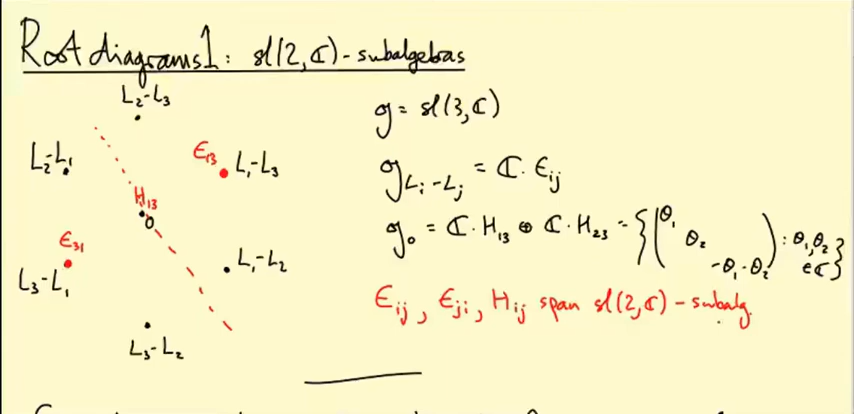 Root diagrams 1: sl(2,ℂ)-subalgebras
L₂-L₃
g = sl(3,ℂ)
L₂-L₁
E₁₃ L₁-L₃
g_{Lᵢ-Lⱼ} = ℂ·Eᵢⱼ
H₁₃
0
g₀ = ℂ·H₁₃ ⊕ ℂ·H₂₃ = {(θ₁ θ₂ -θ₁-θ₂) : θ₁,θ₂ ∈ ℂ}
E₃₁
L₃-L₁
L₁-L₂
Eᵢⱼ, Eⱼᵢ, Hᵢⱼ span sl(2,ℂ)-subalg.
L₃-L₂